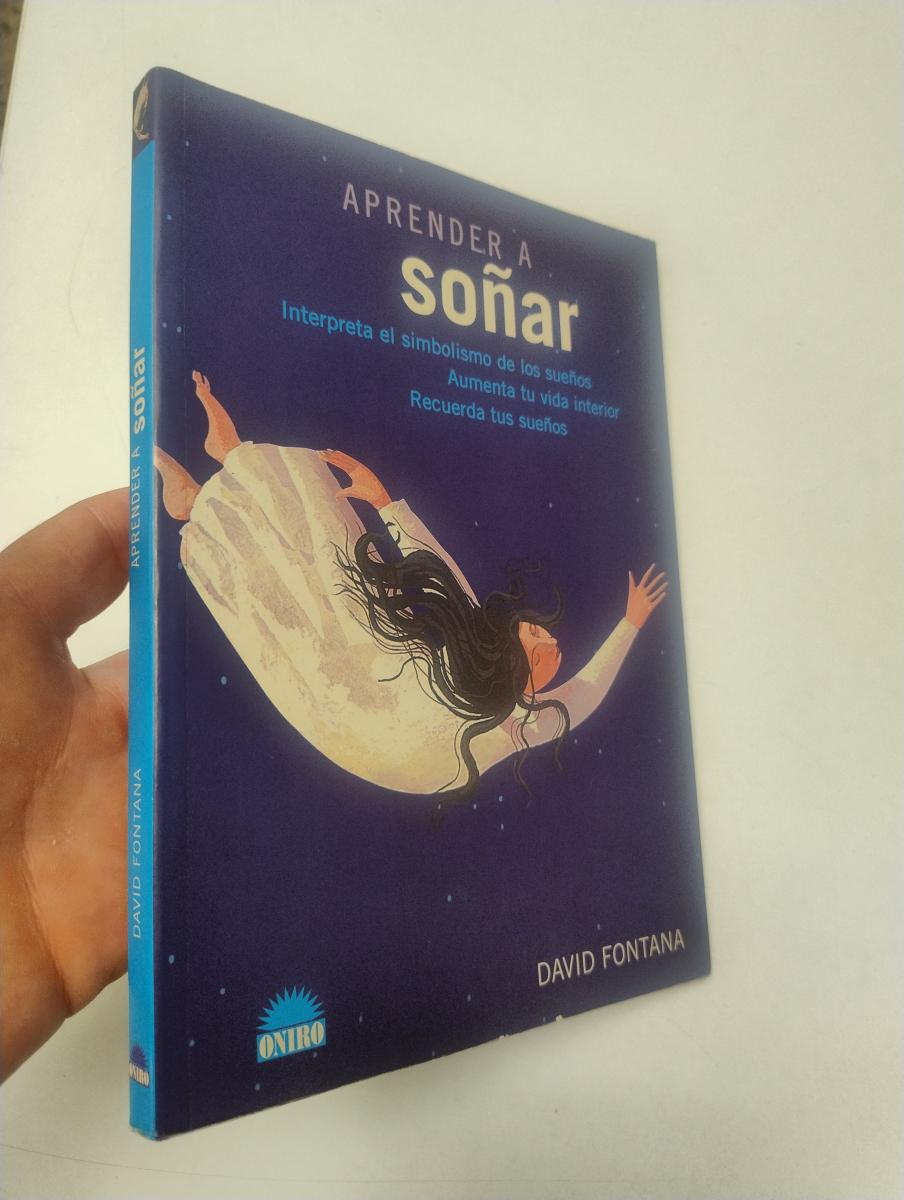 APRENDER A
soñar
Interpreta el simbolismo de los sueños
Aumenta tu vida interior
Recuerda tus sueños
DAVID FONTANA
ONIRO
APRENDER A soñar
DAVID FONTANA
ONIRO